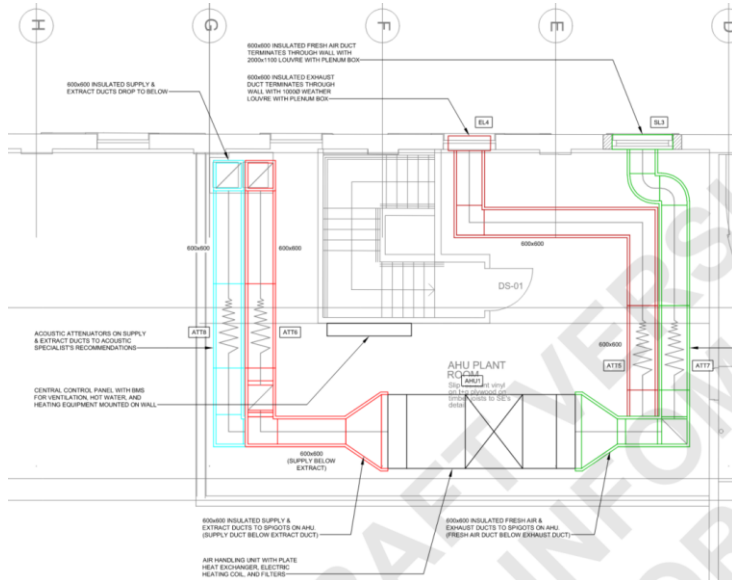 H
G
F
E
D
600x600 INSULATED FRESH AIR DUCT
TERMINATES THROUGH WALL WITH
2000x1100 LOUVRE WITH PLENUM BOX
600x600 INSULATED EXHAUST
DUCT TERMINATES THROUGH
WALL WITH 1000Ø WEATHER
LOUVRE WITH PLENUM BOX
600x600 INSULATED SUPPLY &
EXTRACT DUCTS DROP TO BELOW
EL4
SL3
600x600
600x600
600x600
DS-01
ACOUSTIC ATTENUATORS ON SUPPLY
& EXTRACT DUCTS TO ACOUSTIC
SPECIALIST'S RECOMMENDATIONS
ATT8
ATT6
600x600
ATT5
ATT7
AHU PLANT
ROOM
AHU1
timber joists to SE's
detail
CENTRAL CONTROL PANEL WITH BMS
FOR VENTILATION, HOT WATER, AND
HEATING EQUIPMENT MOUNTED ON WALL
600x600
(SUPPLY BELOW
EXTRACT)
600x600 INSULATED SUPPLY &
EXTRACT DUCTS TO SPIGOTS ON AHU.
(SUPPLY DUCT BELOW EXTRACT DUCT)
600x600 INSULATED FRESH AIR &
EXHAUST DUCTS TO SPIGOTS ON AHU.
(FRESH AIR DUCT BELOW EXHAUST DUCT)
AIR HANDLING UNIT WITH PLATE
HEAT EXCHANGER, ELECTRIC
HEATING COIL, AND FILTERS